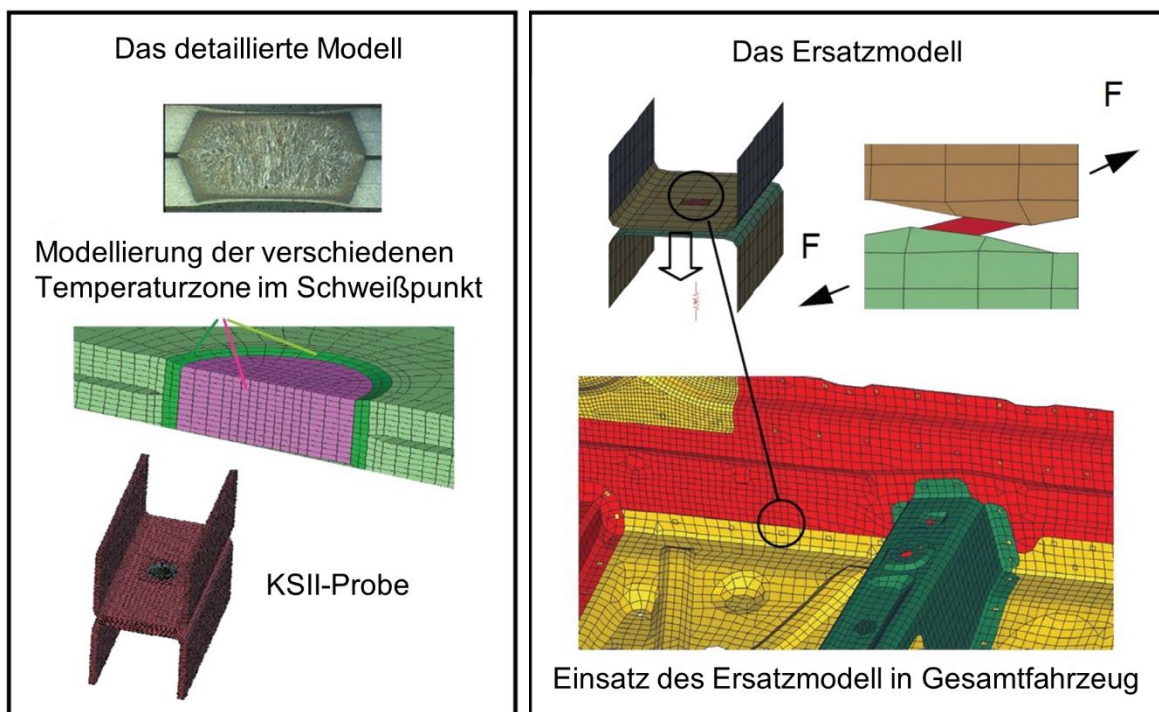 Das detaillierte Modell
Modellierung der verschiedenen
Temperaturzone im Schweißpunkt
KSII-Probe
Das Ersatzmodell
F
F
Einsatz des Ersatzmodell in Gesamtfahrzeug